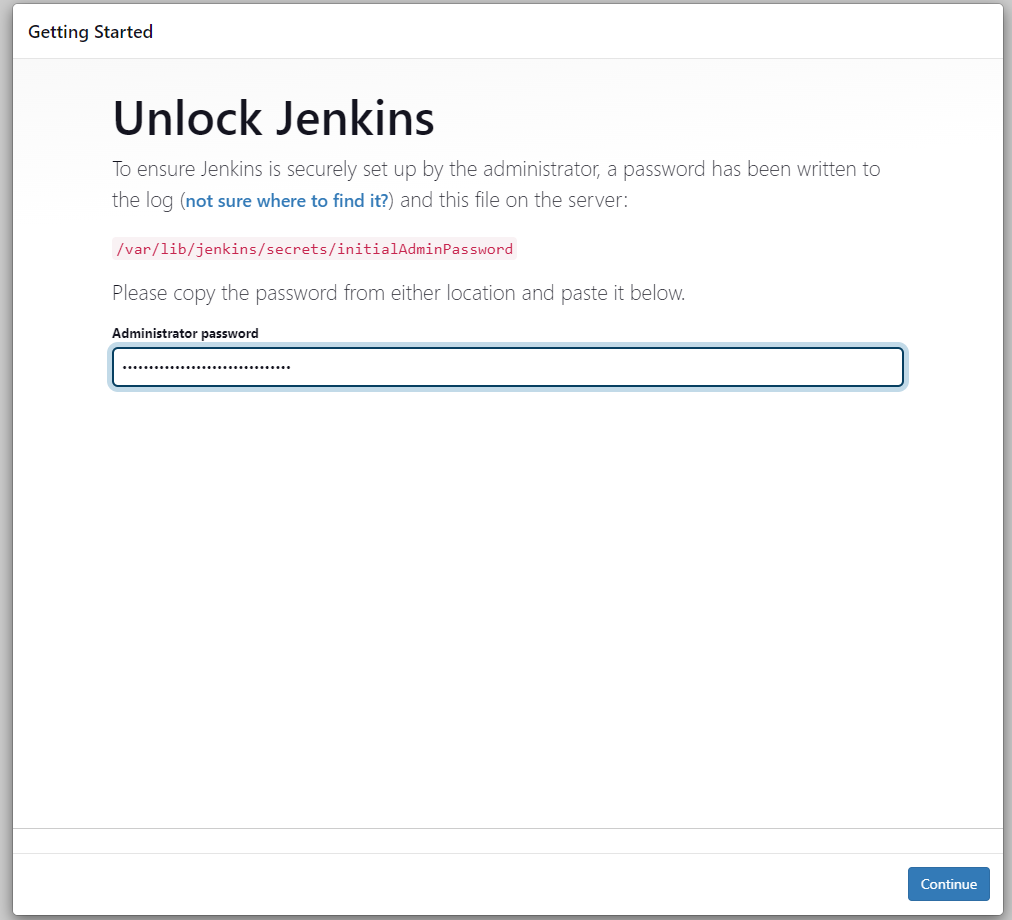 Getting Started
Unlock Jenkins
To ensure Jenkins is securely set up by the administrator, a password has been written to
the log (not sure where to find it?) and this file on the server:
/var/lib/jenkins/secrets/initialAdminPassword
Please copy the password from either location and paste it below.
Administrator password
••••••••••••••••••••••••••••••••
Continue